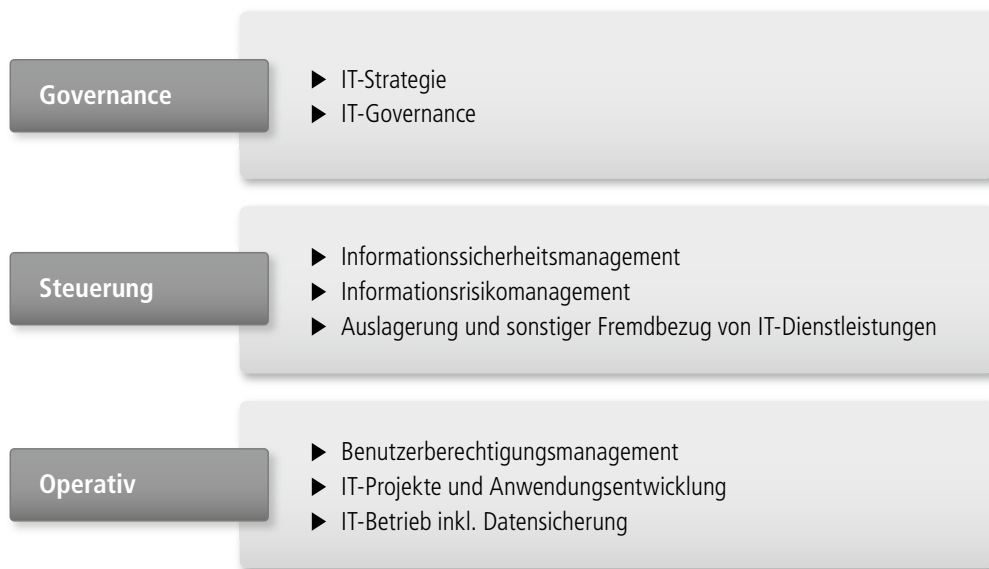 Governance
▶ IT-Strategie
▶ IT-Governance
Steuerung
▶ Informationssicherheitsmanagement
▶ Informationsrisikomanagement
▶ Auslagerung und sonstiger Fremdbezug von IT-Dienstleistungen
Operativ
▶ Benutzerberechtigungsmanagement
▶ IT-Projekte und Anwendungsentwicklung
▶ IT-Betrieb inkl. Datensicherung